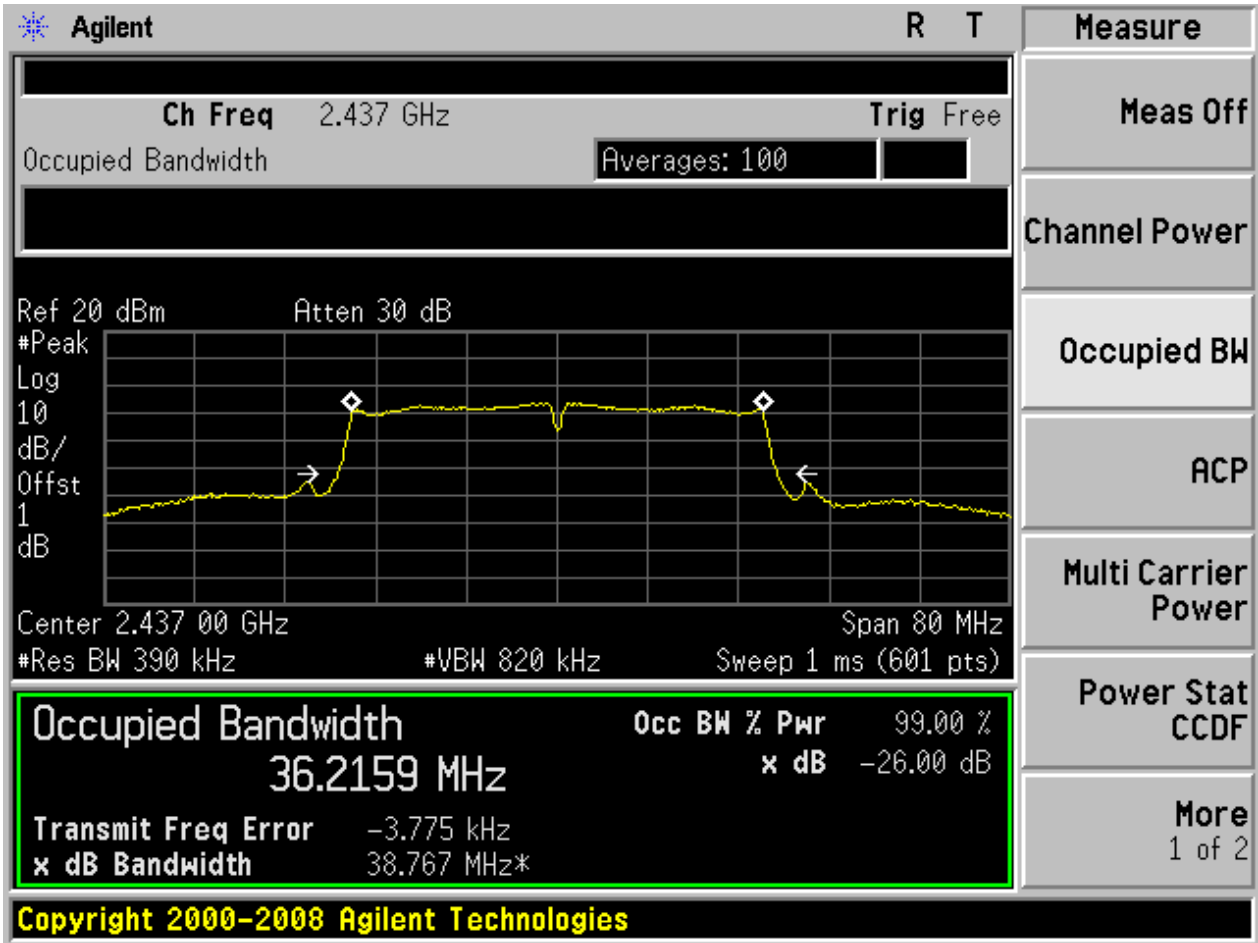 Agilent R T
Ch Freq 2.437 GHz Trig Free
Occupied Bandwidth Averages: 100
Ref 20 dBm Atten 30 dB
#Peak
Log
10
dB/
Offst
1
dB
Center 2.437 00 GHz Span 80 MHz
#Res BW 390 kHz #VBW 820 kHz Sweep 1 ms (601 pts)
Occupied Bandwidth Occ BW % Pwr 99.00 %
36.2159 MHz x dB -26.00 dB
Transmit Freq Error -3.775 kHz
x dB Bandwidth 38.767 MHz*
Copyright 2000-2008 Agilent Technologies
Measure
Meas Off
Channel Power
Occupied BW
ACP
Multi Carrier
Power
Power Stat
CCDF
More
1 of 2